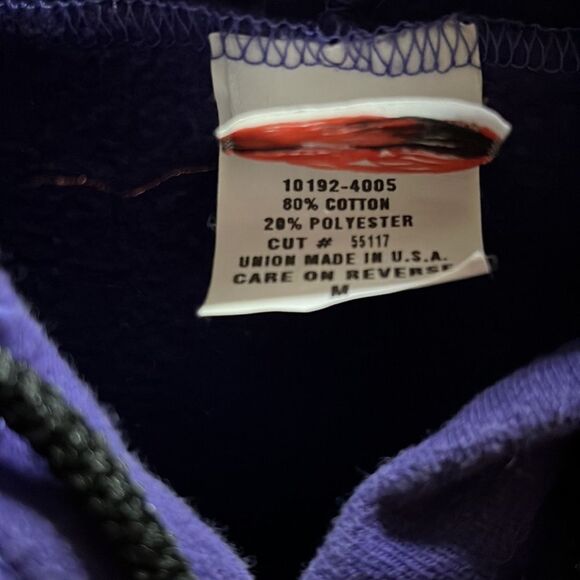 10192-4005
80% COTTON
20% POLYESTER
CUT # 55117
UNION MADE IN U.S.A.
CARE ON REVERSE
M